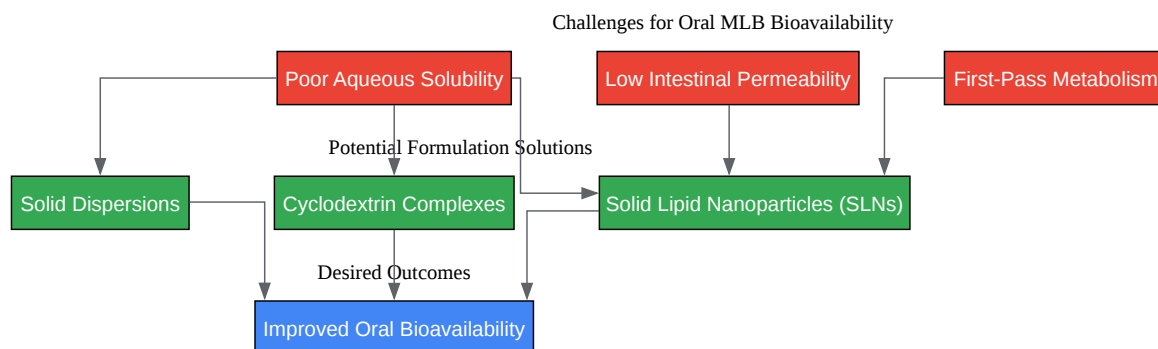 Challenges for Oral MLB Bioavailability
Poor Aqueous Solubility
Low Intestinal Permeability
First-Pass Metabolism
Potential Formulation Solutions
Solid Dispersions
Cyclodextrin Complexes
Solid Lipid Nanoparticles (SLNs)
Desired Outcomes
Improved Oral Bioavailability